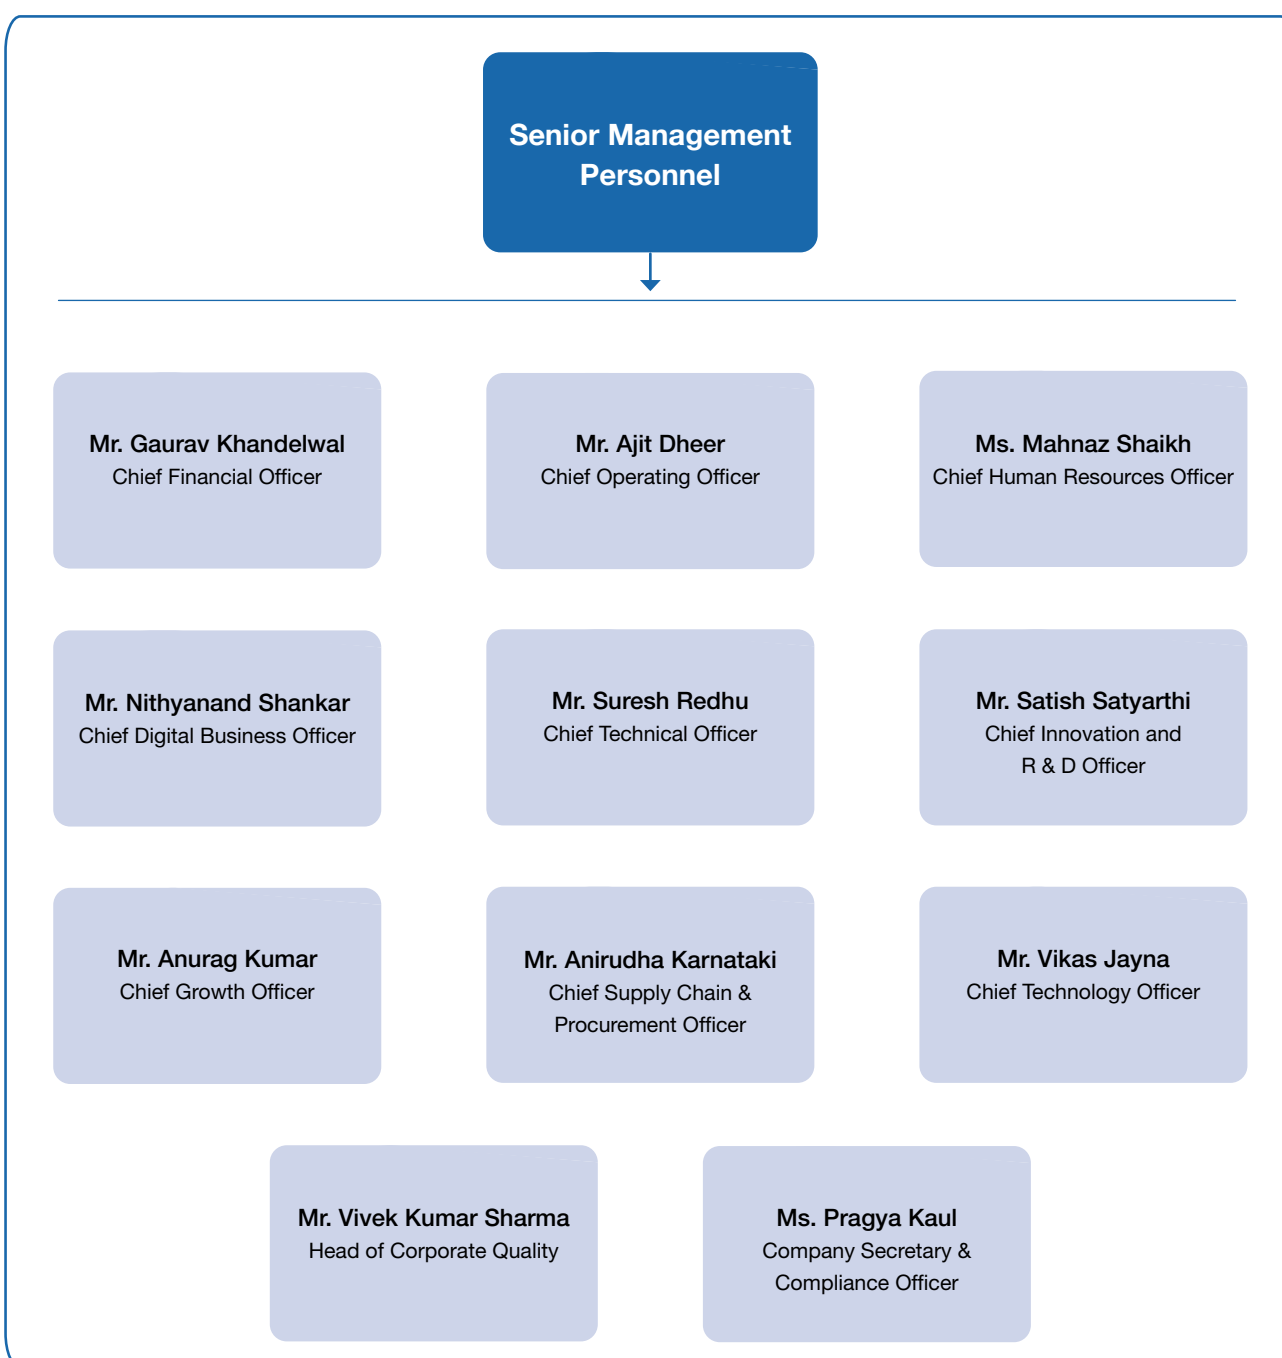 Senior Management
Personnel
Mr. Gaurav Khandelwal
Chief Financial Officer
Mr. Ajit Dheer
Chief Operating Officer
Ms. Mahnaz Shaikh
Chief Human Resources Officer
Mr. Nithyanand Shankar
Chief Digital Business Officer
Mr. Suresh Redhu
Chief Technical Officer
Mr. Satish Satyarthi
Chief Innovation and
R & D Officer
Mr. Anurag Kumar
Chief Growth Officer
Mr. Anirudha Karnataki
Chief Supply Chain &
Procurement Officer
Mr. Vikas Jayna
Chief Technology Officer
Mr. Vivek Kumar Sharma
Head of Corporate Quality
Ms. Pragya Kaul
Company Secretary &
Compliance Officer